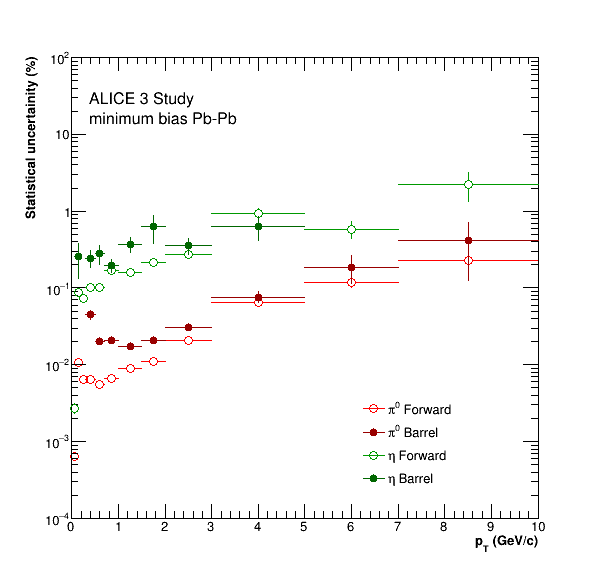 Statistical uncertainity (%)
10²
10
1
10⁻¹
10⁻²
10⁻³
10⁻⁴
ALICE 3 Study
minimum bias Pb-Pb
π⁰ Forward
π⁰ Barrel
η Forward
η Barrel
0 1 2 3 4 5 6 7 8 9 10
p_T (GeV/c)